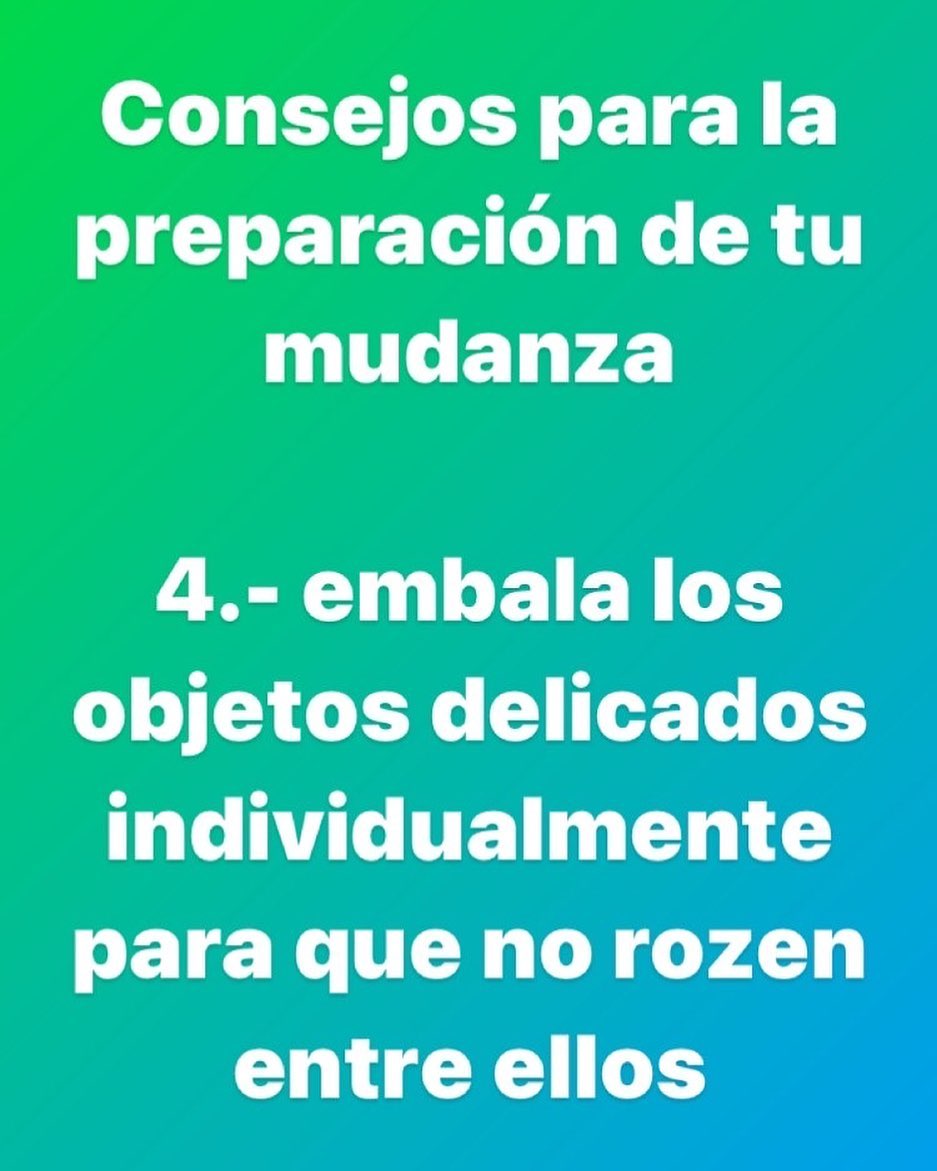 Consejos para la
preparación de tu
mudanza
4.- embala los
objetos delicados
individualmente
para que no rozen
entre ellos